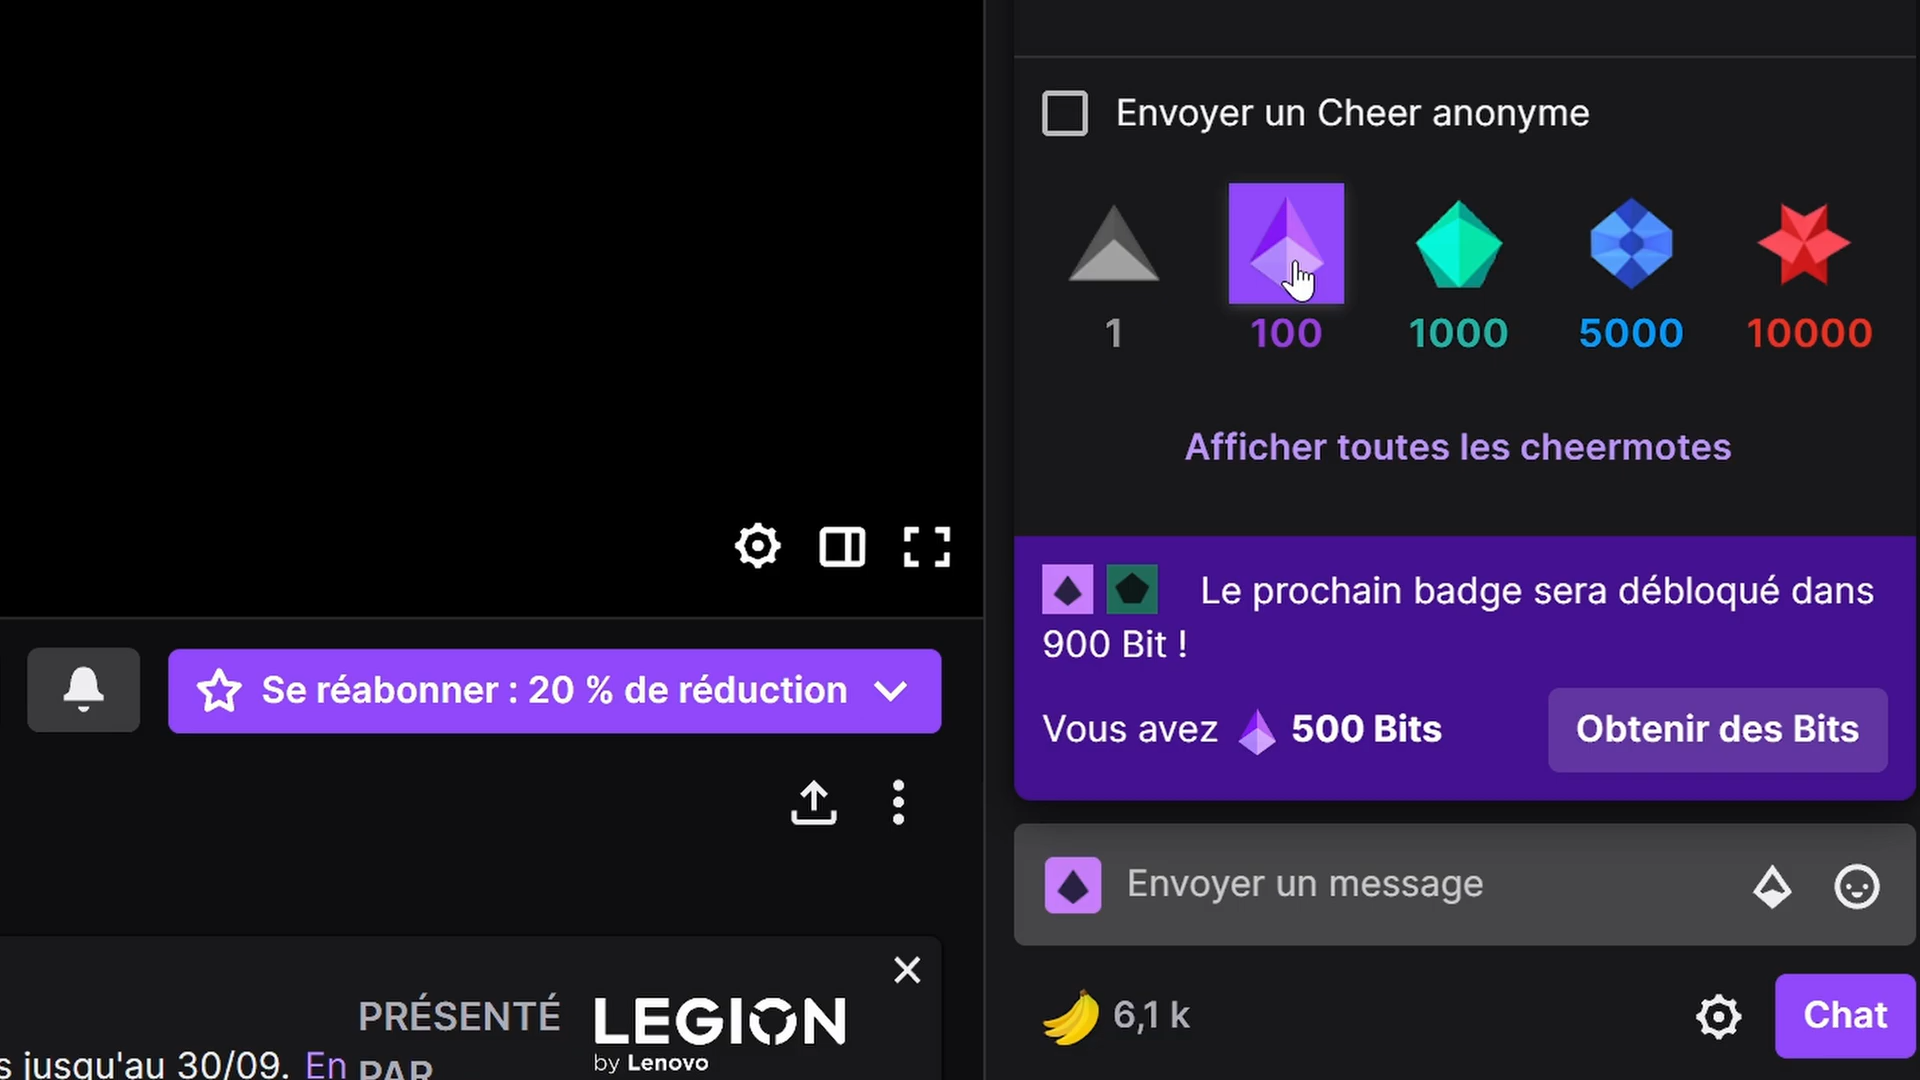 Envoyer un Cheer anonyme
1 100 1000 5000 10000
Afficher toutes les cheermotes
Le prochain badge sera débloqué dans
900 Bit !
Se réabonner : 20 % de réduction
Vous avez 500 Bits
Obtenir des Bits
Envoyer un message
6,1 k
Chat
PRÉSENTÉ
PAR
LEGION
by Lenovo
s jusqu'au 30/09. En